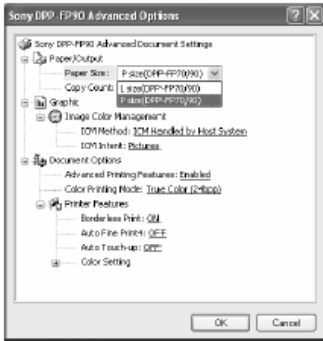 Sony DPP-FP90 Advanced Options
Sony DPP-FP90 Advanced Document Settings
Paper/Output
Paper Size: P size(DPP-FP70/90)
Copy Count: L size(DPP-FP70/90)
P size(DPP-FP70/90)
Graphic
Image Color Management
ICM Method: ICM Handled by Host System
ICM Intent: Pictures
Document Options
Advanced Printing Features: Enabled
Color Printing Mode: True Color (24bpp)
Printer Features
Borderless Print: ON
Auto Fine Print4: OFF
Auto Touch-up: OFF
Color Setting
OK
Cancel